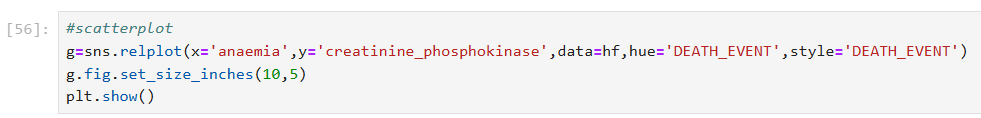 [56]: #scatterplot
g=sns.relplot(x='anaemia',y='creatinine_phosphokinase',data=hf,hue='DEATH_EVENT',style='DEATH_EVENT')
g.fig.set_size_inches(10,5)
plt.show()